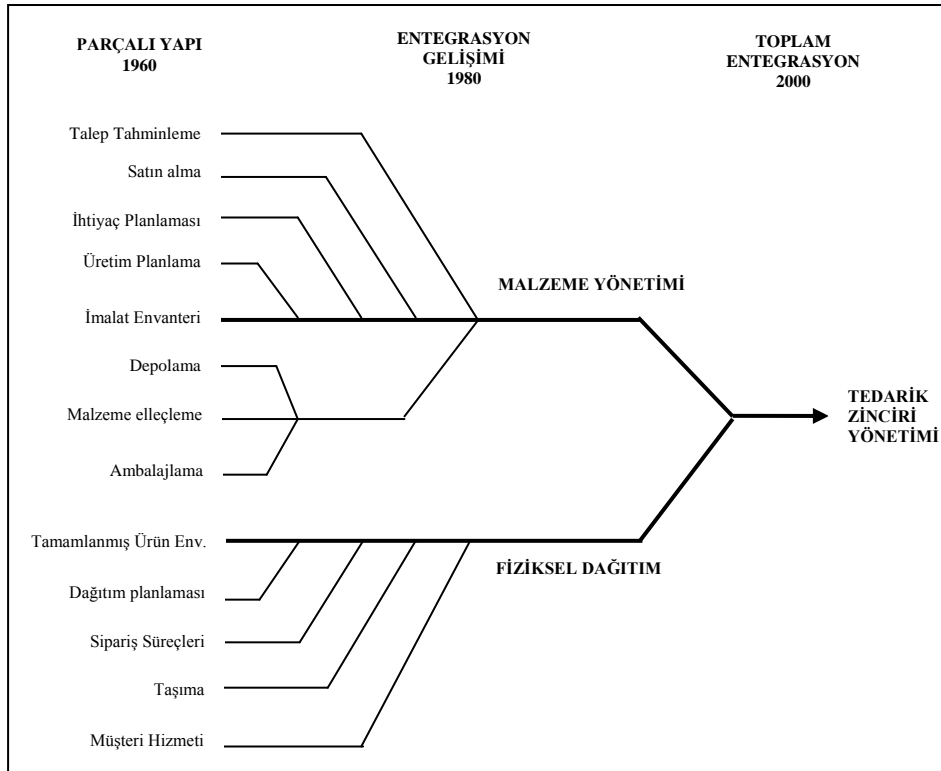 PARÇALI YAPI
1960
ENTEGRASYON
GELİŞİMİ
1980
TOPLAM
ENTEGRASYON
2000
Talep Tahminleme
Satın alma
İhtiyaç Planlaması
Üretim Planlama
İmalat Envanteri
Depolama
Malzeme elleçleme
Ambalajlama
Tamamlanmış Ürün Env.
Dağıtım planlaması
Sipariş Süreçleri
Taşıma
Müşteri Hizmeti
MALZEME YÖNETİMİ
FİZİKSEL DAĞITIM
TEDARİK
ZİNCİRİ
YÖNETİMİ